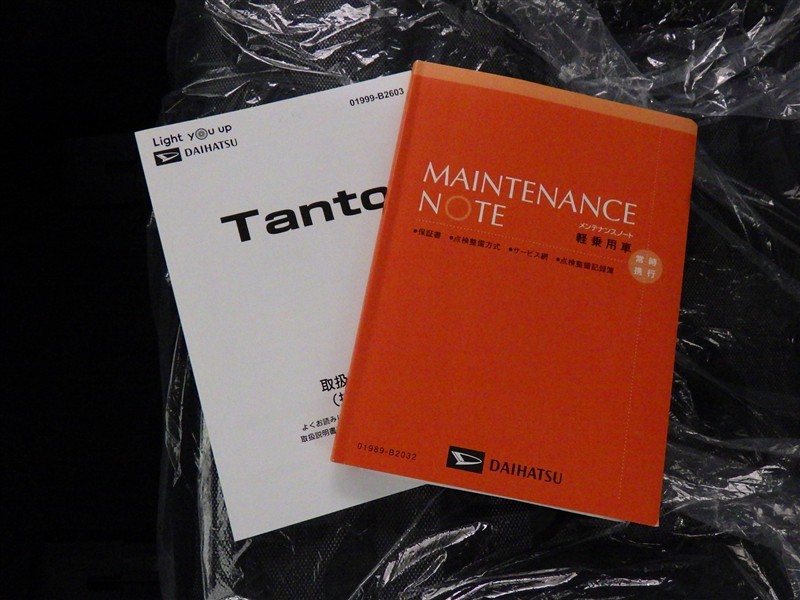 01999-B2603
Light you up
DAIHATSU
Tanto
取扱
よくお読み
取扱説明書
MAINTENANCE
NOTE
メンテナンスノート
軽乗用車
•保証書 •点検整備方式 •サービス網 •点検整備記録簿
常時
携行
01989-B2032
DAIHATSU